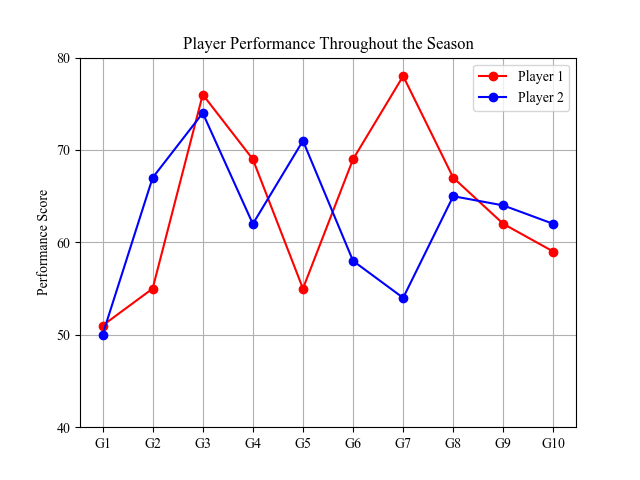 Player Performance Throughout the Season
Player 1
Player 2
Performance Score
80
70
60
50
40
G1 G2 G3 G4 G5 G6 G7 G8 G9 G10